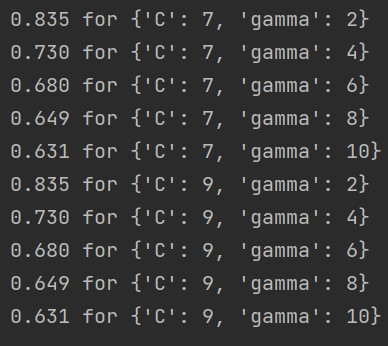 0.835 for {'C': 7, 'gamma': 2}
0.730 for {'C': 7, 'gamma': 4}
0.680 for {'C': 7, 'gamma': 6}
0.649 for {'C': 7, 'gamma': 8}
0.631 for {'C': 7, 'gamma': 10}
0.835 for {'C': 9, 'gamma': 2}
0.730 for {'C': 9, 'gamma': 4}
0.680 for {'C': 9, 'gamma': 6}
0.649 for {'C': 9, 'gamma': 8}
0.631 for {'C': 9, 'gamma': 10}